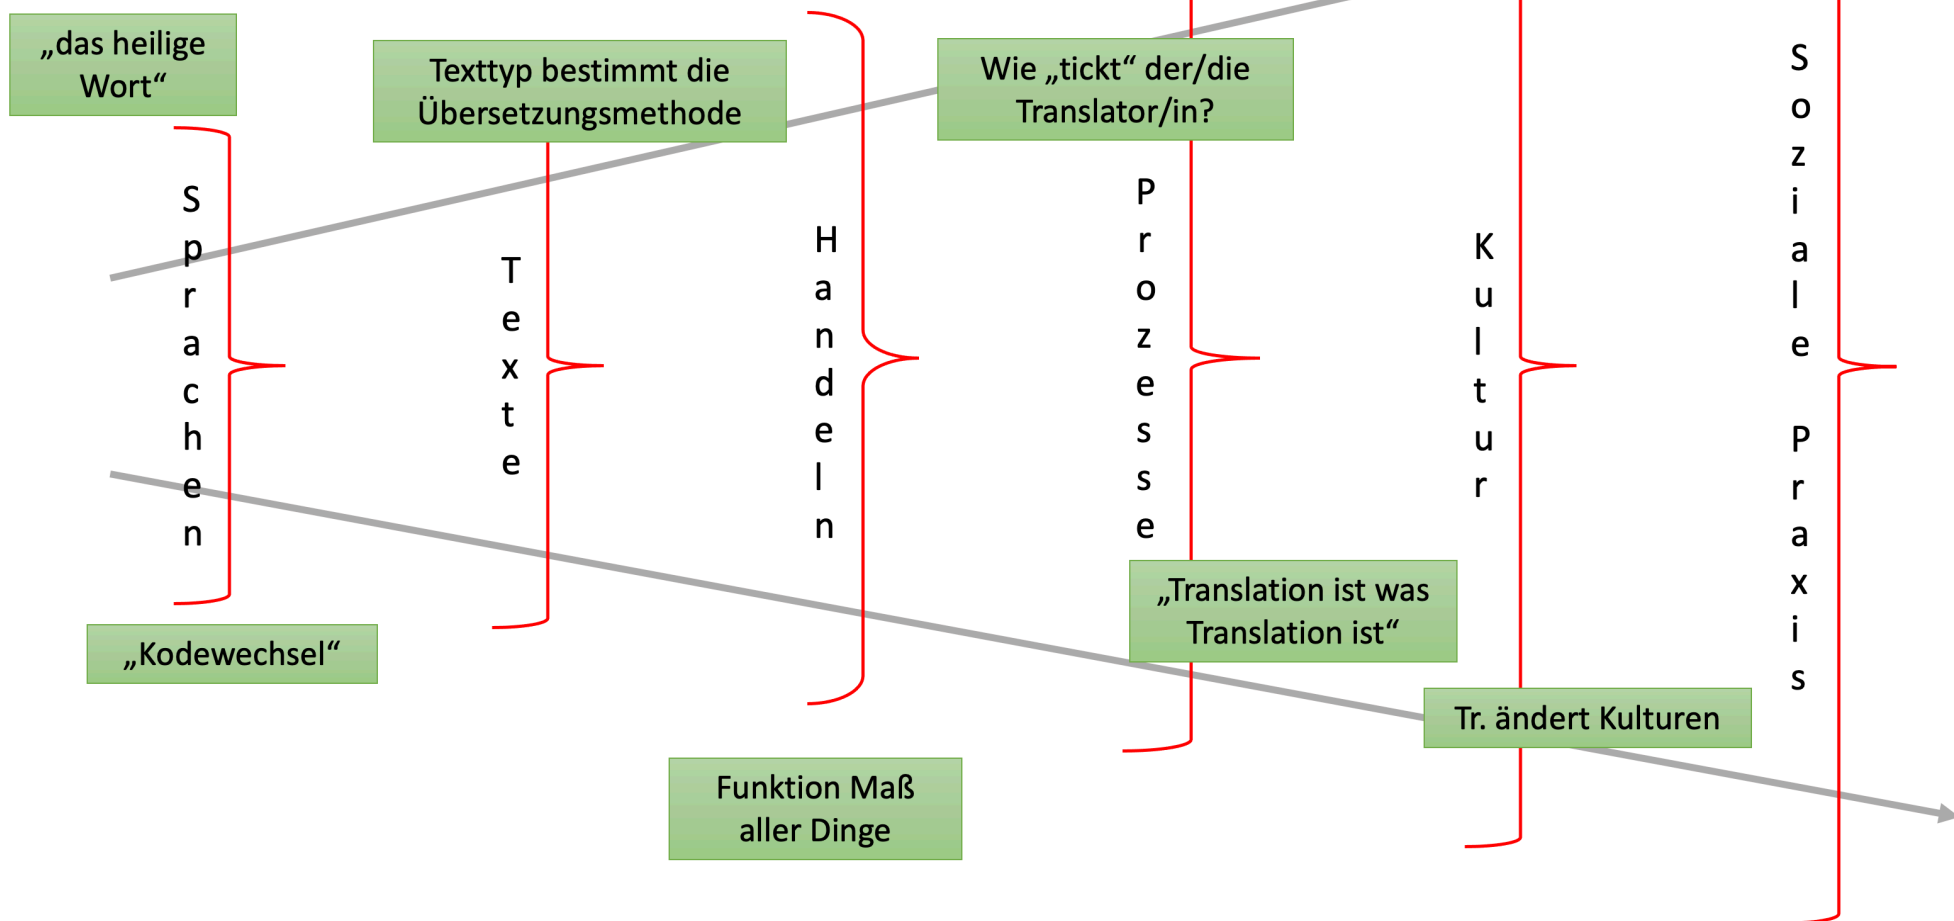 „das heilige
Wort“
Sprachen
„Kodewechsel“
Texttyp bestimmt die
Übersetzungsmethode
Texte
Handeln
Funktion Maß
aller Dinge
Wie „tickt“ der/die
Translator/in?
Prozesse
„Translation ist was
Translation ist“
Kultur
Tr. ändert Kulturen
Soziale Praxis